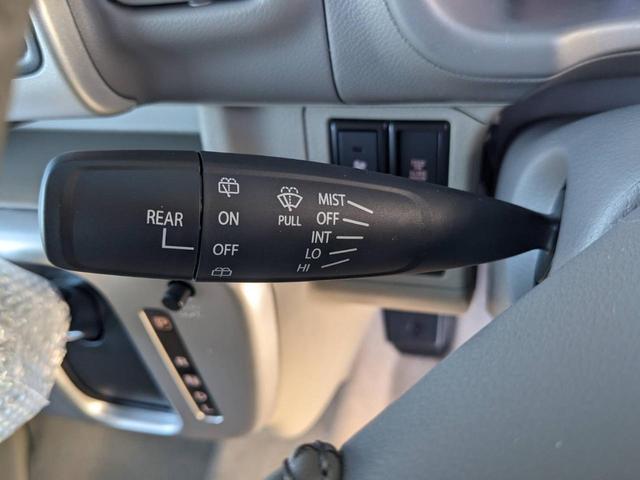 REAR
ON
OFF
PULL
MIST
OFF
INT
LO
HI
P